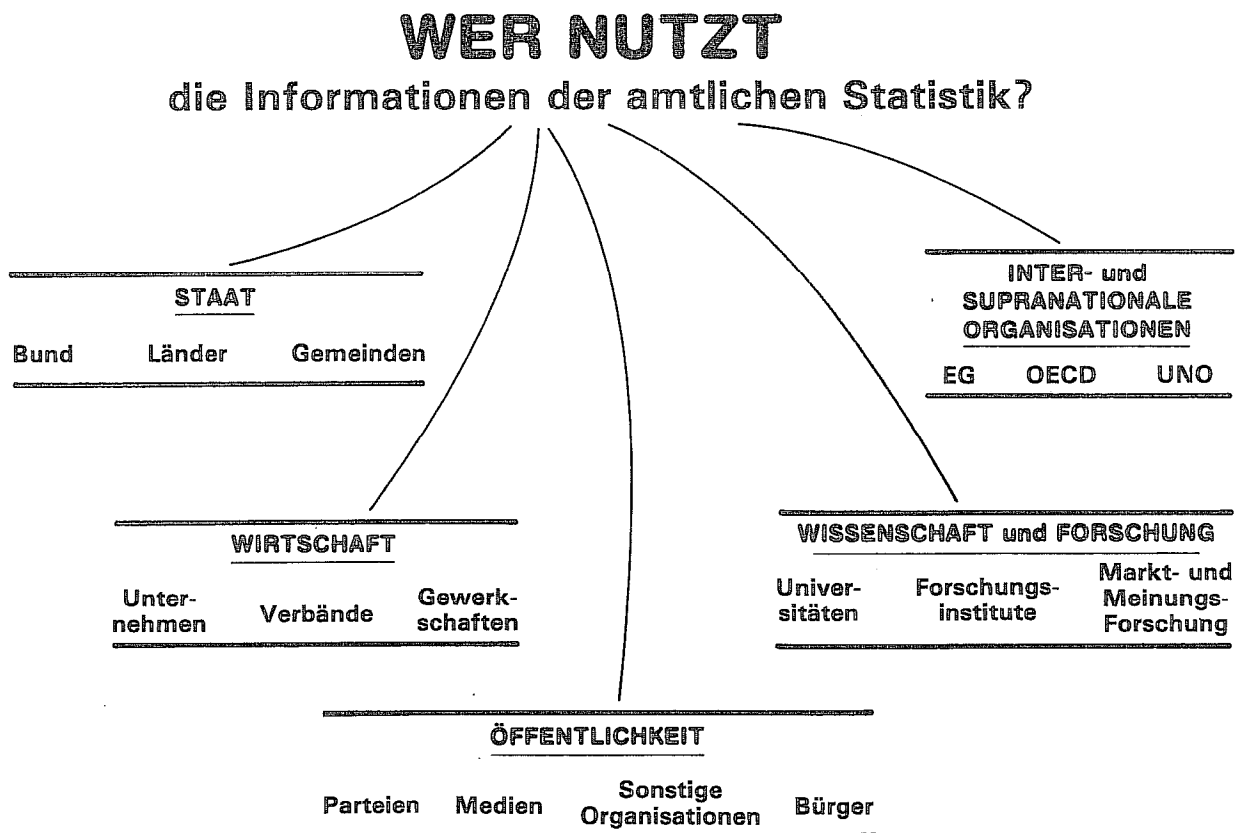 WER NUTZT
die Informationen der amtlichen Statistik?
STAAT
Bund Länder Gemeinden
INTER- und
SUPRANATIONALE
ORGANISATIONEN
EG OECD UNO
WIRTSCHAFT
Unter-
nehmen
Verbände
Gewerk-
schaften
WISSENSCHAFT und FORSCHUNG
Univer-
sitäten
Forschungs-
institute
Markt- und
Meinungs-
Forschung
ÖFFENTLICHKEIT
Parteien Medien
Sonstige
Organisationen
Bürger